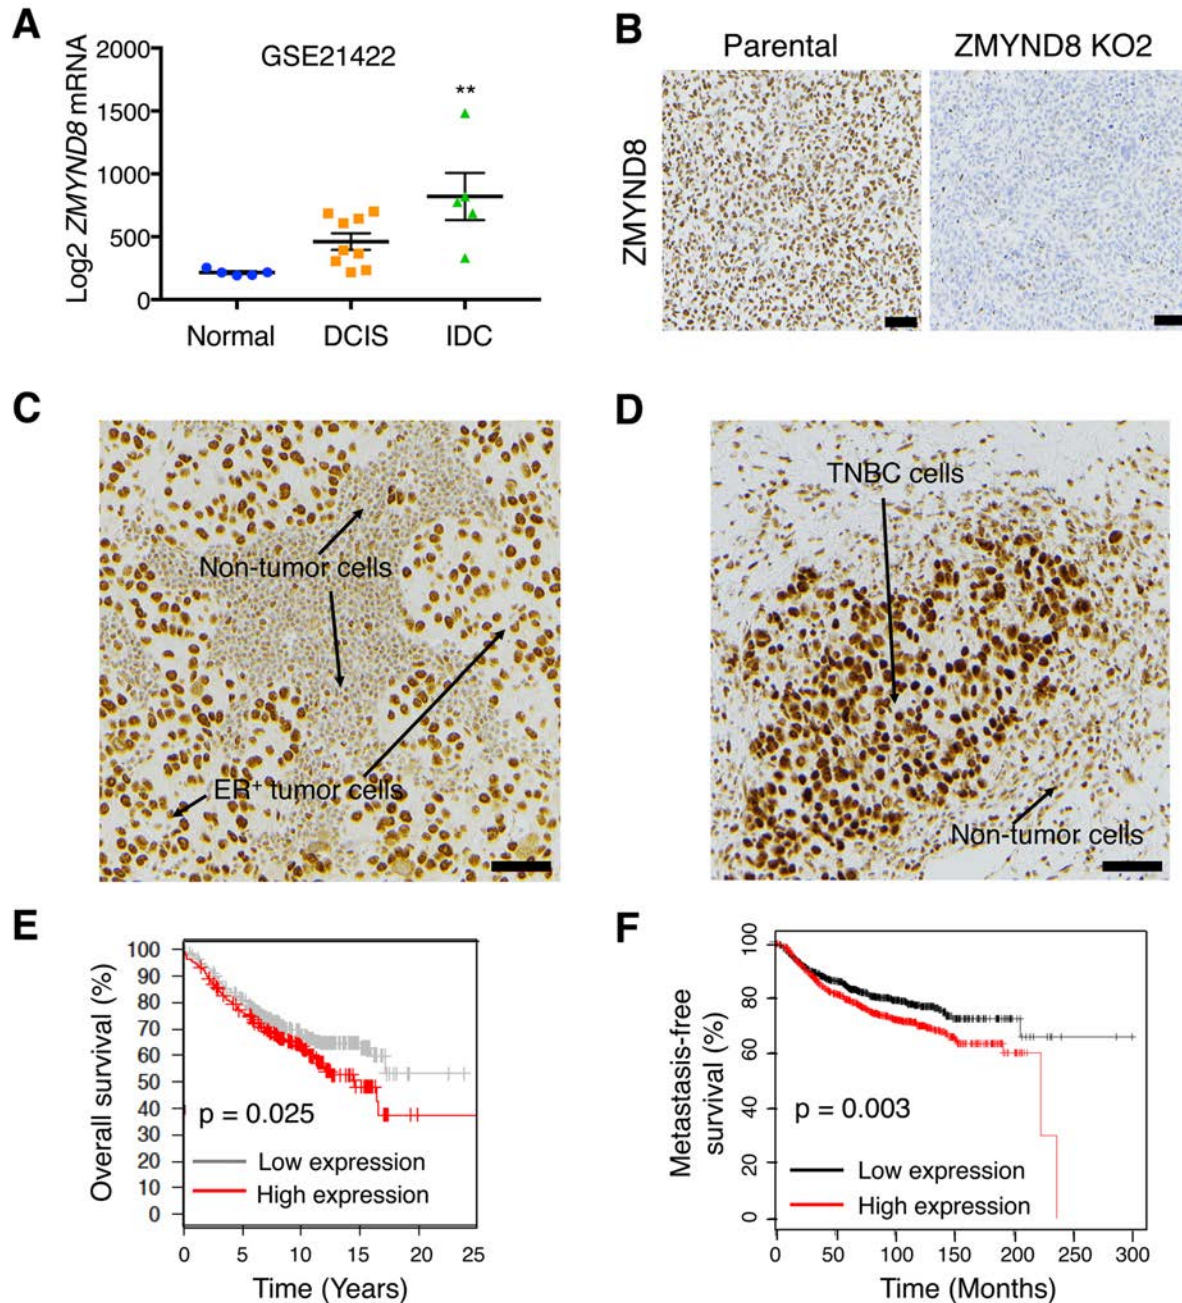 A
GSE21422
Log2 ZMYND8 mRNA
2000
1500
1000
500
0
**
Normal
DCIS
IDC
B
Parental
ZMYND8 KO2
ZMYND8
C
Non-tumor cells
ER+ tumor cells
D
TNBC cells
Non-tumor cells
E
Overall survival (%)
100
90
80
70
60
50
40
30
20
10
0
p = 0.025
Low expression
High expression
0 5 10 15 20 25
Time (Years)
F
Metastasis-free
survival (%)
100
80
60
40
20
0
p = 0.003
Low expression
High expression
0 50 100 150 200 250 300
Time (Months)